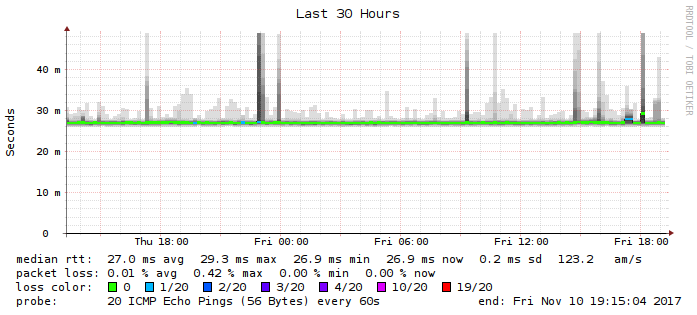 Last 30 Hours
RRDTOOL / TOBI OETIKER
Seconds
40 m
30 m
20 m
10 m
0
Thu 18:00 Fri 00:00 Fri 06:00 Fri 12:00 Fri 18:00
median rtt: 27.0 ms avg 29.3 ms max 26.9 ms min 26.9 ms now 0.2 ms sd 123.2 am/s
packet loss: 0.01 % avg 0.42 % max 0.00 % min 0.00 % now
loss color: 0 1/20 2/20 3/20 4/20 10/20 19/20
probe: 20 ICMP Echo Pings (56 Bytes) every 60s end: Fri Nov 10 19:15:04 2017